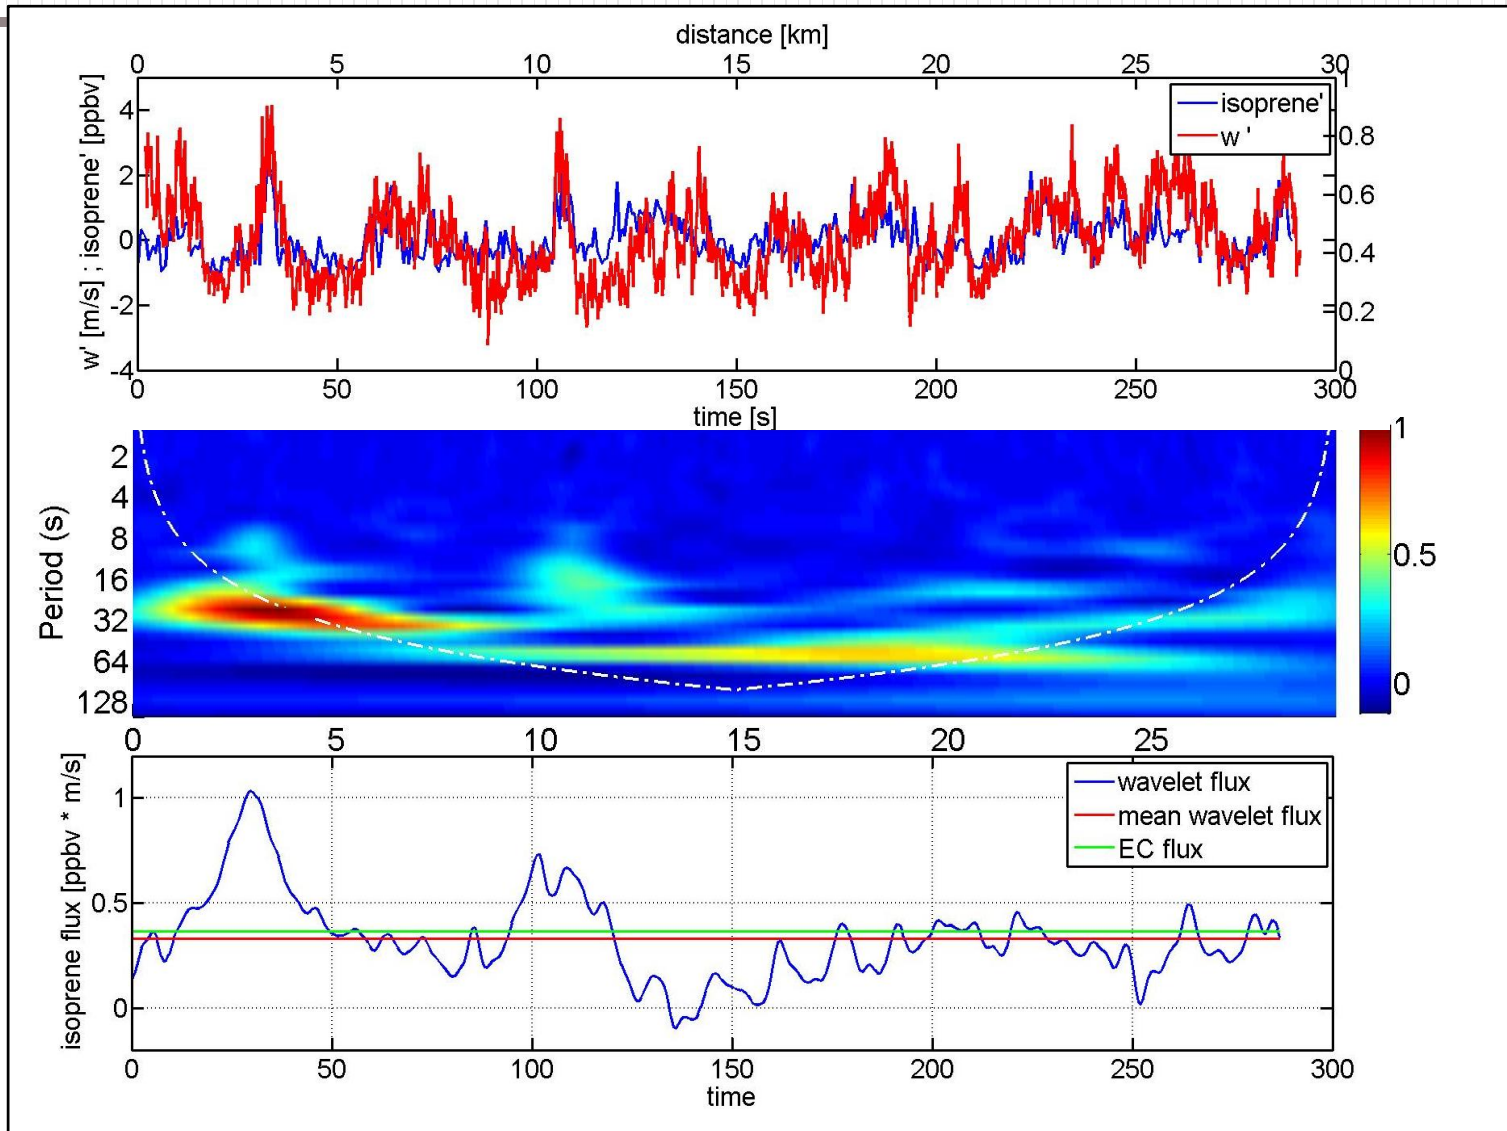 distance [km]
0 5 10 15 20 25 30
1
w' [m/s] ; isoprene' [ppbv]
4
2
0
-2
-4
isoprene'
w '
0.8
0.6
0.4
0.2
0
0 50 100 150 200 250 300
time [s]
Period (s)
2
4
8
16
32
64
128
1
0.5
0
0 5 10 15 20 25
isoprene flux [ppbv * m/s]
1
0.5
0
wavelet flux
mean wavelet flux
EC flux
0 50 100 150 200 250 300
time